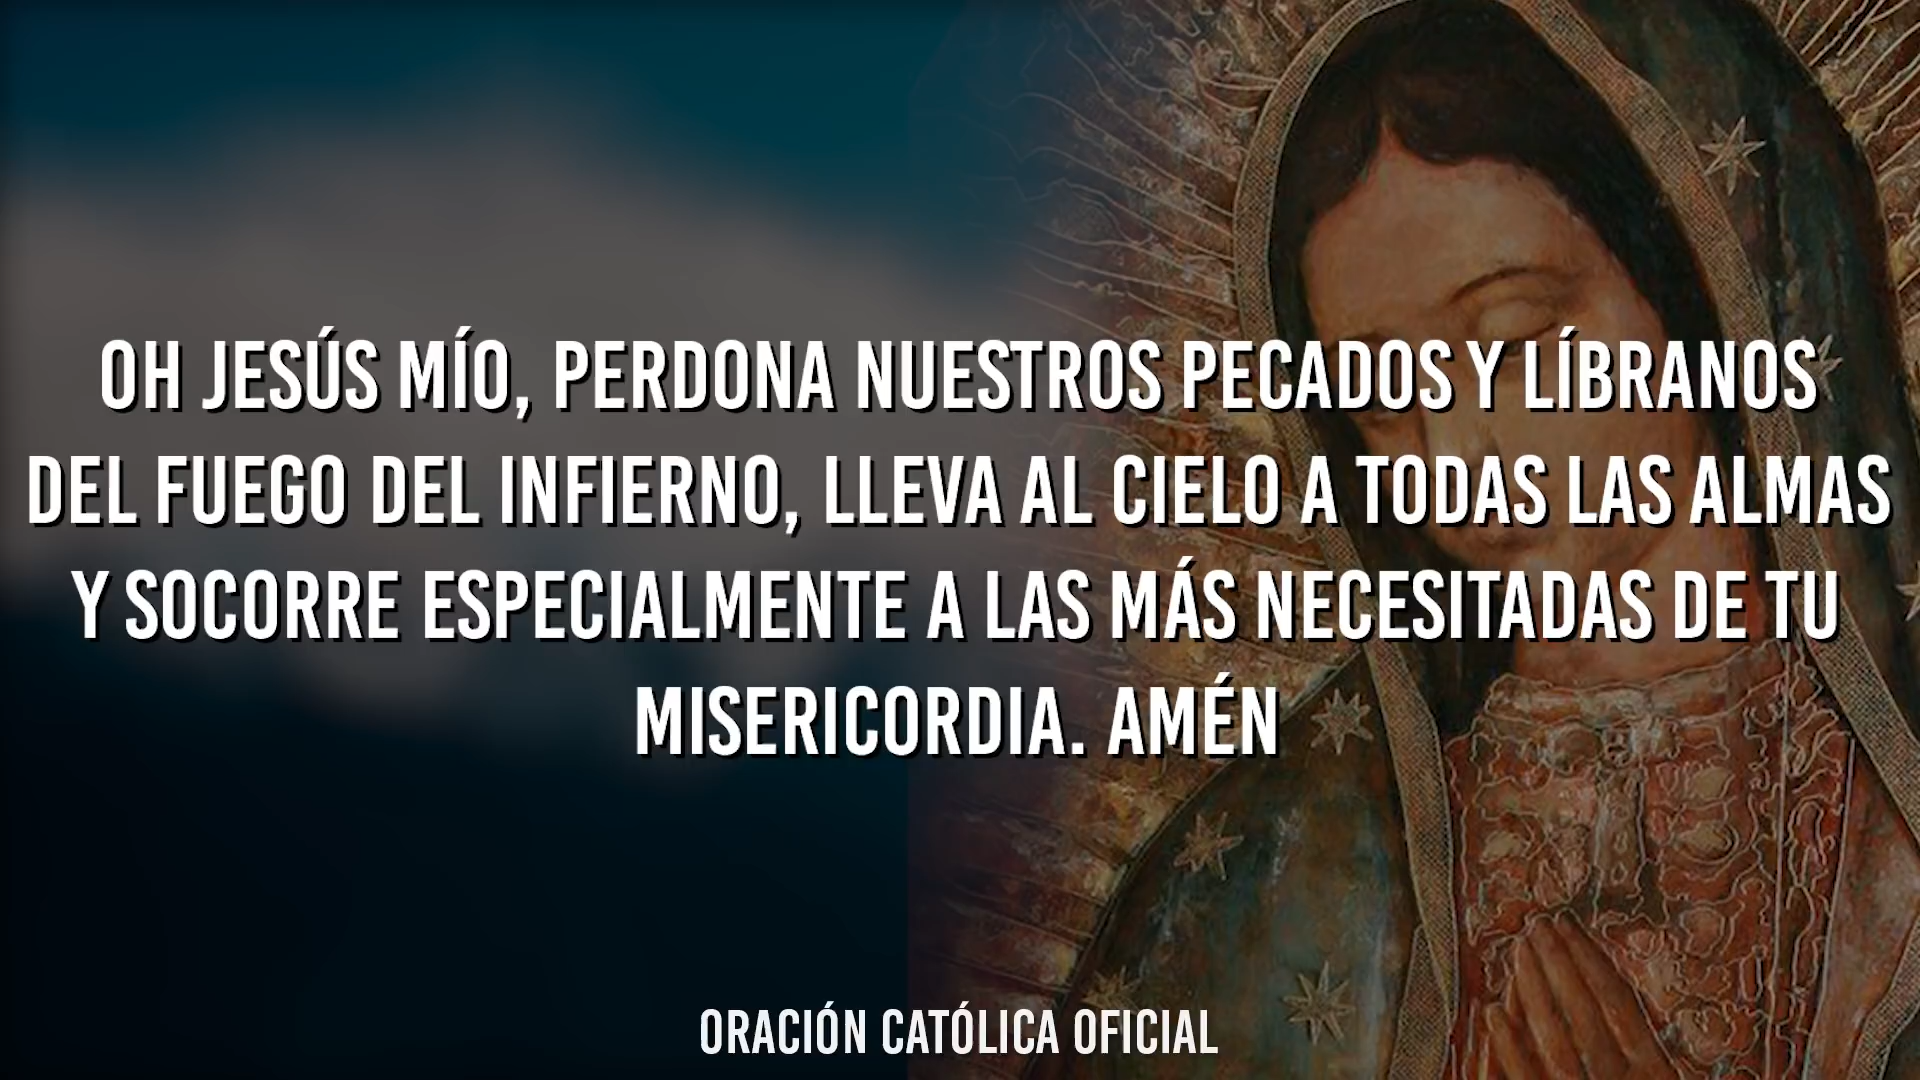 OH JESÚS MÍO, PERDONA NUESTROS PECADOS Y LÍBRANOS
DEL FUEGO DEL INFIERNO, LLEVA AL CIELO A TODAS LAS ALMAS
Y SOCORRE ESPECIALMENTE A LAS MÁS NECESITADAS DE TU
MISERICORDIA. AMÉN
ORACIÓN CATÓLICA OFICIAL